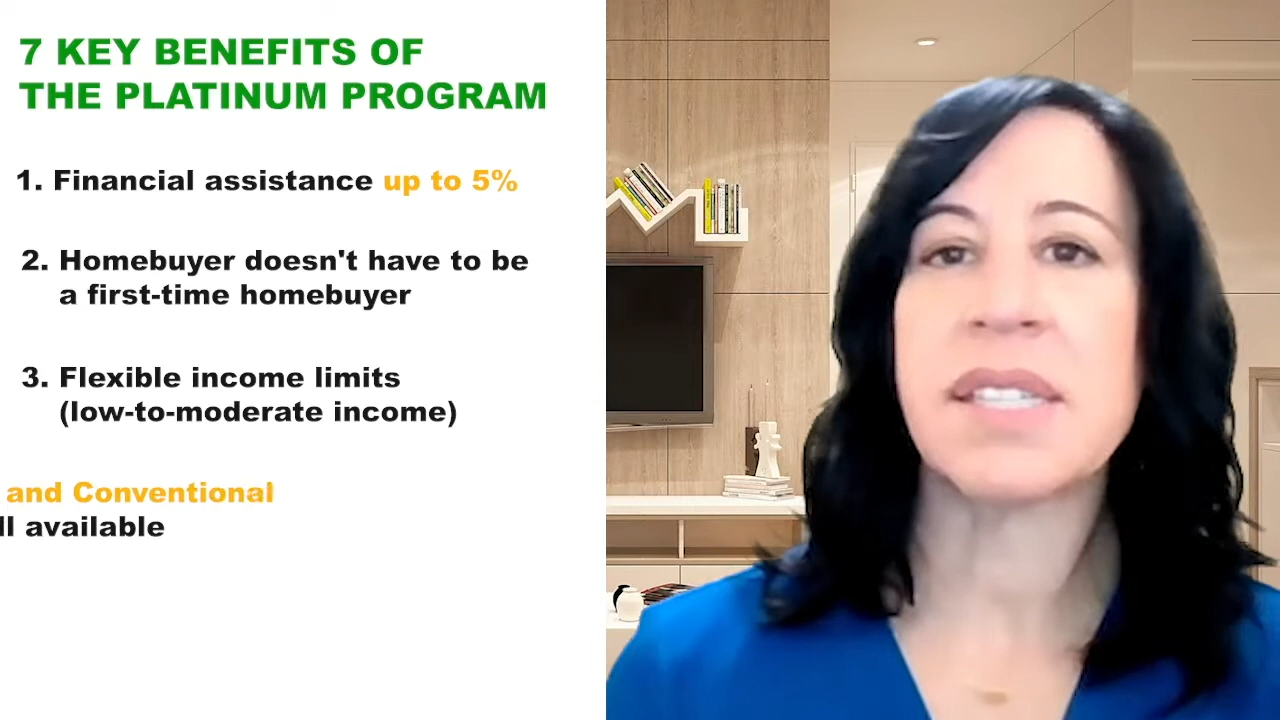 7 KEY BENEFITS OF
THE PLATINUM PROGRAM
1. Financial assistance up to 5%
2. Homebuyer doesn't have to be
a first-time homebuyer
3. Flexible income limits
(low-to-moderate income)
and Conventional
available